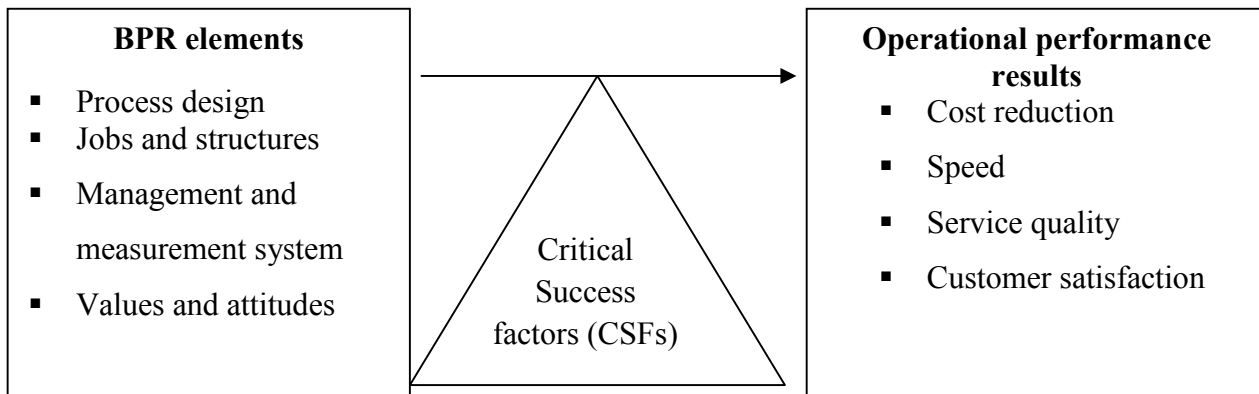 BPR elements
▪ Process design
▪ Jobs and structures
▪ Management and
measurement system
▪ Values and attitudes
Critical
Success
factors (CSFs)
Operational performance
results
▪ Cost reduction
▪ Speed
▪ Service quality
▪ Customer satisfaction